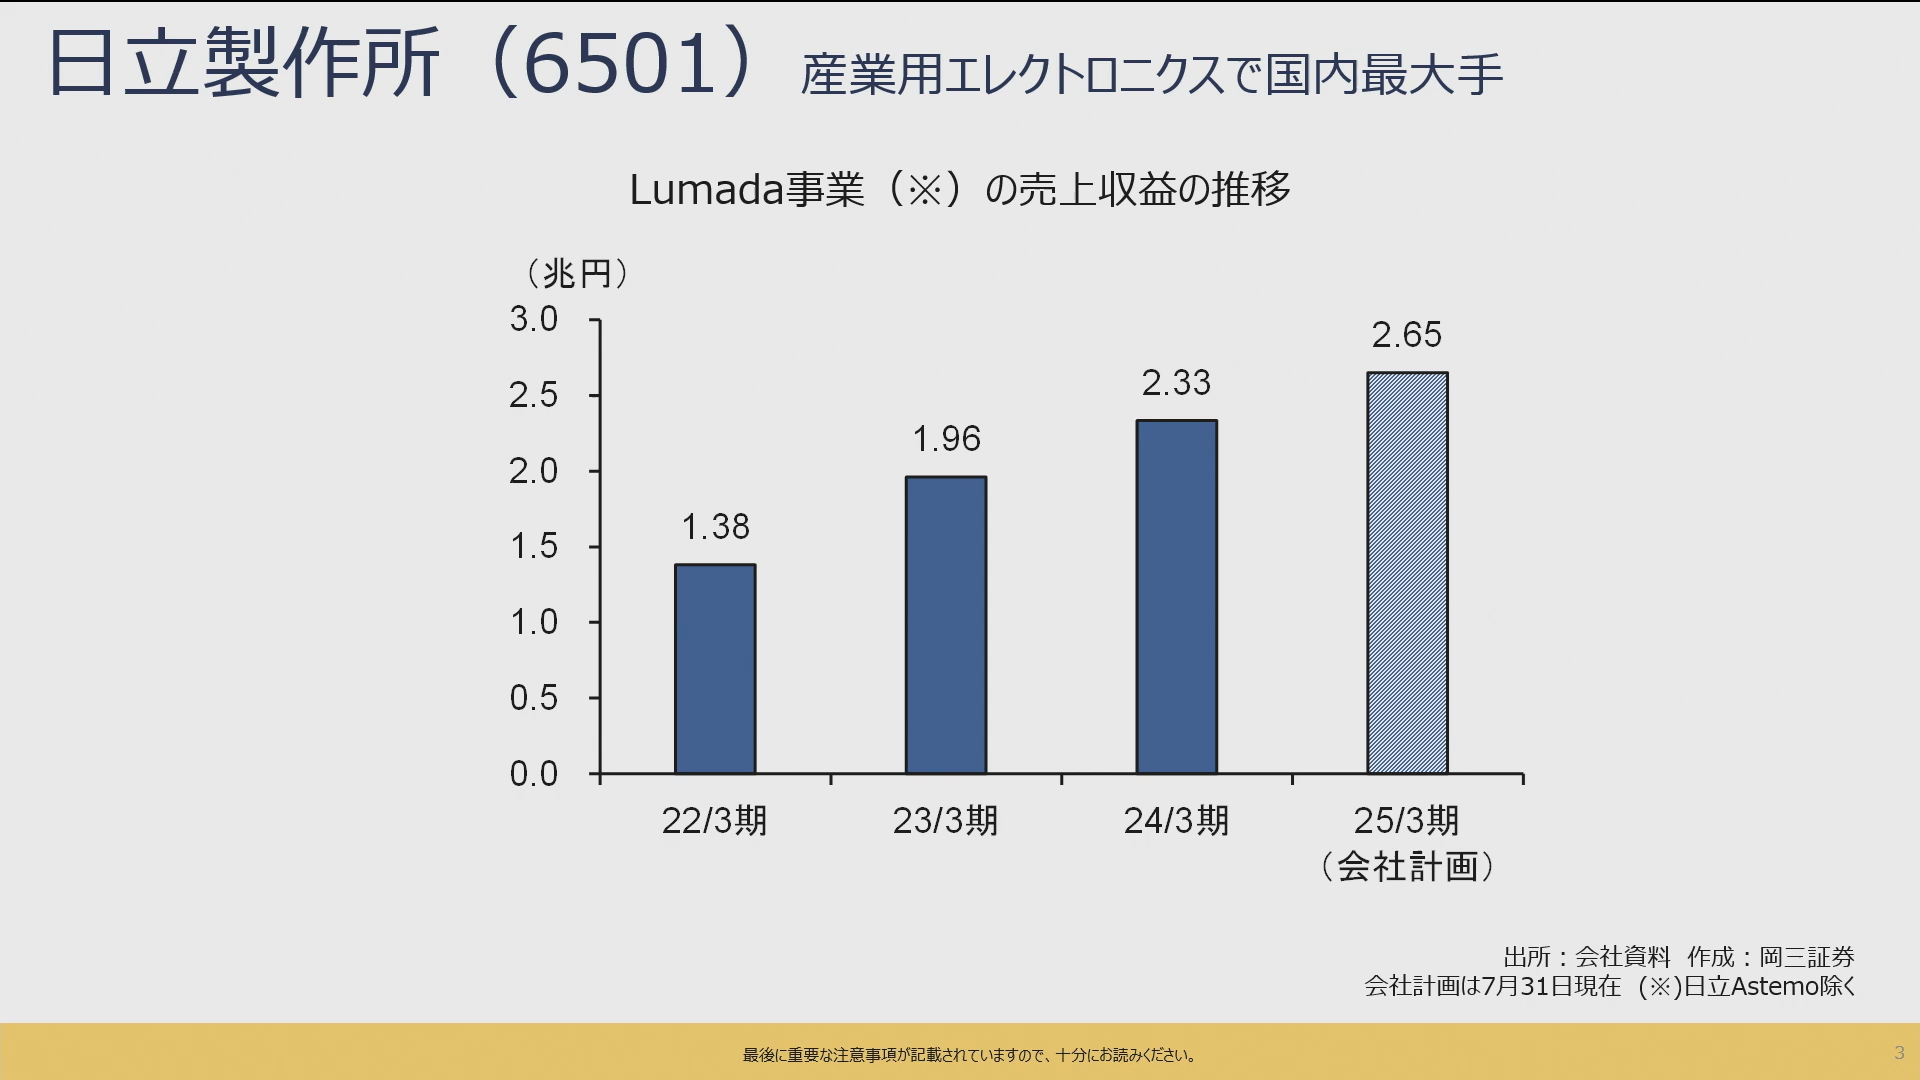 日立製作所（6501）産業用エレクトロニクスで国内最大手
Lumada事業（※）の売上収益の推移
（兆円）
3.0
2.5
2.0
1.5
1.0
0.5
0.0
1.38
1.96
2.33
2.65
22/3期
23/3期
24/3期
25/3期
（会社計画）
出所：会社資料 作成：岡三証券
会社計画は7月31日現在 (※)日立Astemo除く
最後に重要な注意事項が記載されていますので、十分にお読みください。
3